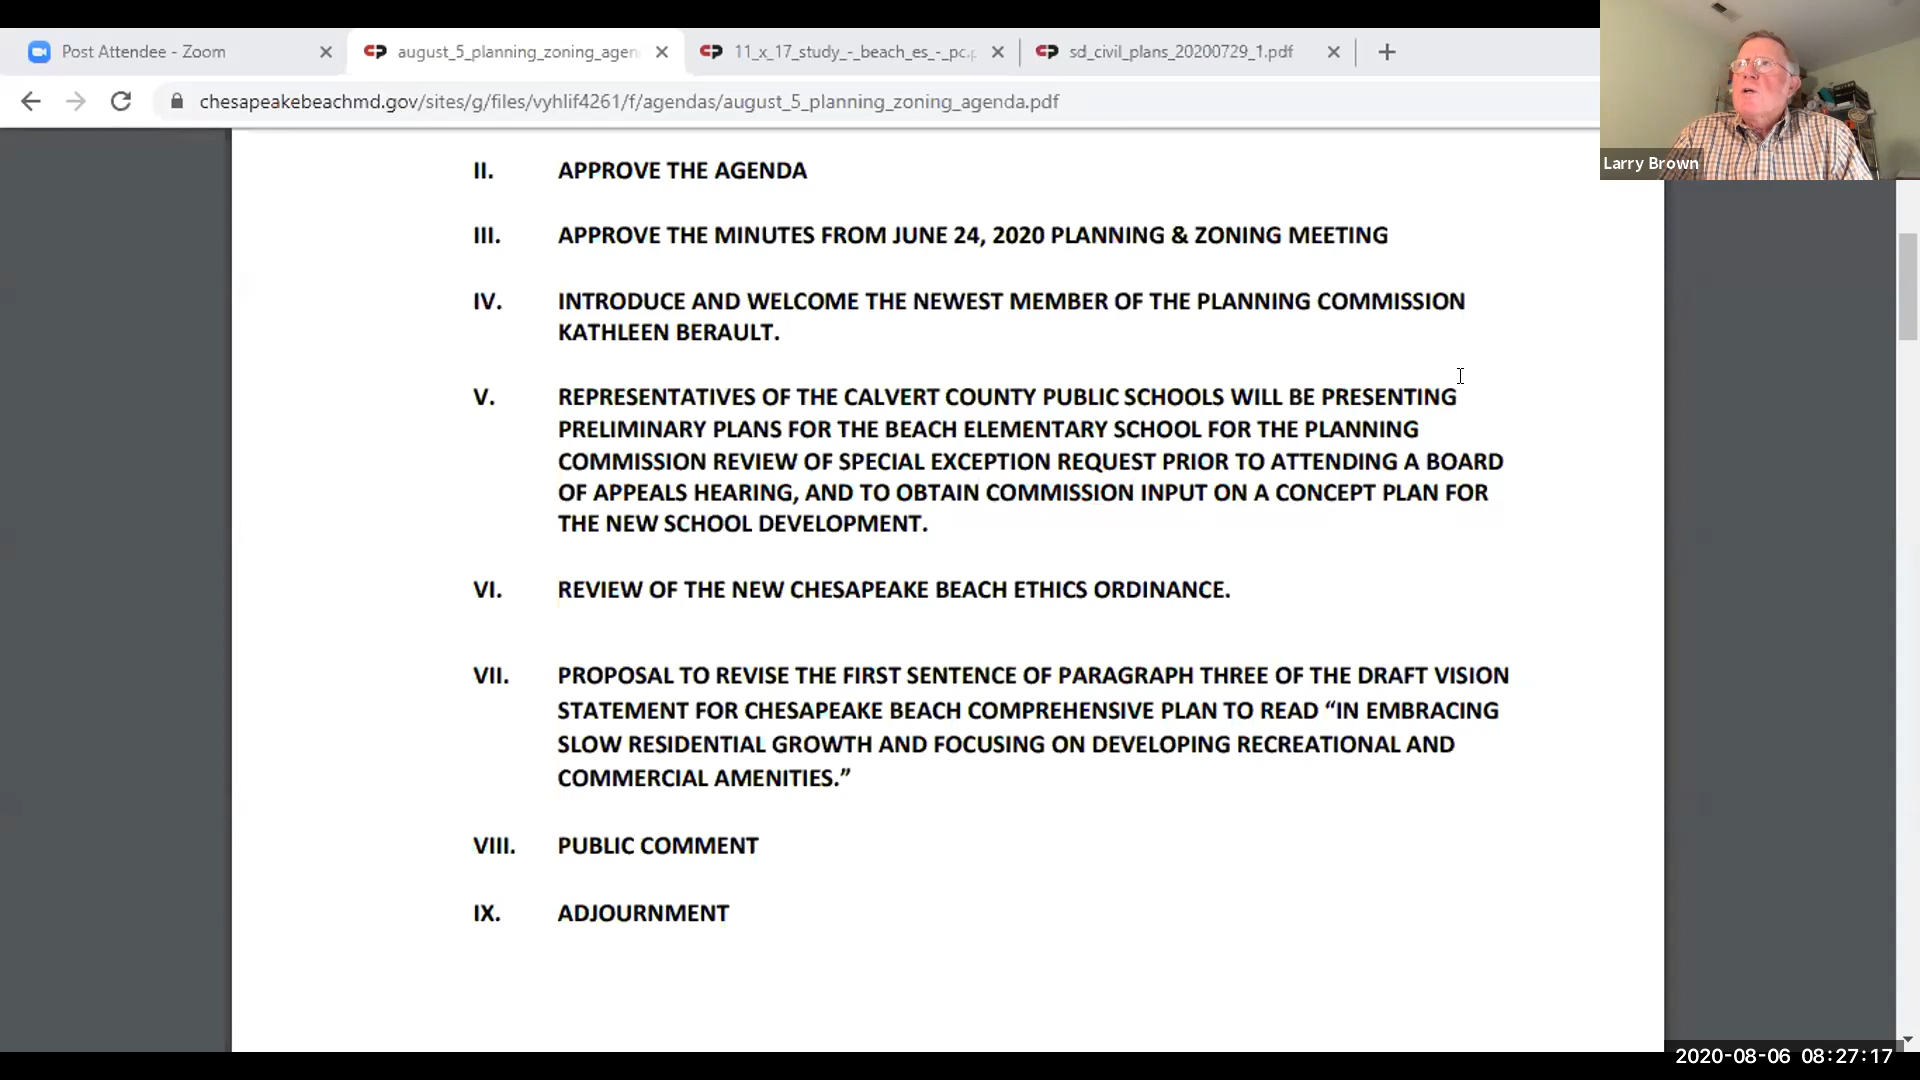 Post Attendee - Zoom
august_5_planning_zoning_agen
11_x_17_study_-_beach_es_-_pc.p
sd_civil_plans_20200729_1.pdf
chesapeakebeachmd.gov/sites/g/files/vyhlif4261/f/agendas/august_5_planning_zoning_agenda.pdf
Larry Brown
II. APPROVE THE AGENDA
III. APPROVE THE MINUTES FROM JUNE 24, 2020 PLANNING & ZONING MEETING
IV. INTRODUCE AND WELCOME THE NEWEST MEMBER OF THE PLANNING COMMISSION
KATHLEEN BERAULT.
V. REPRESENTATIVES OF THE CALVERT COUNTY PUBLIC SCHOOLS WILL BE PRESENTING
PRELIMINARY PLANS FOR THE BEACH ELEMENTARY SCHOOL FOR THE PLANNING
COMMISSION REVIEW OF SPECIAL EXCEPTION REQUEST PRIOR TO ATTENDING A BOARD
OF APPEALS HEARING, AND TO OBTAIN COMMISSION INPUT ON A CONCEPT PLAN FOR
THE NEW SCHOOL DEVELOPMENT.
VI. REVIEW OF THE NEW CHESAPEAKE BEACH ETHICS ORDINANCE.
VII. PROPOSAL TO REVISE THE FIRST SENTENCE OF PARAGRAPH THREE OF THE DRAFT VISION
STATEMENT FOR CHESAPEAKE BEACH COMPREHENSIVE PLAN TO READ “IN EMBRACING
SLOW RESIDENTIAL GROWTH AND FOCUSING ON DEVELOPING RECREATIONAL AND
COMMERCIAL AMENITIES.”
VIII. PUBLIC COMMENT
IX. ADJOURNMENT
2020-08-06 08:27:17